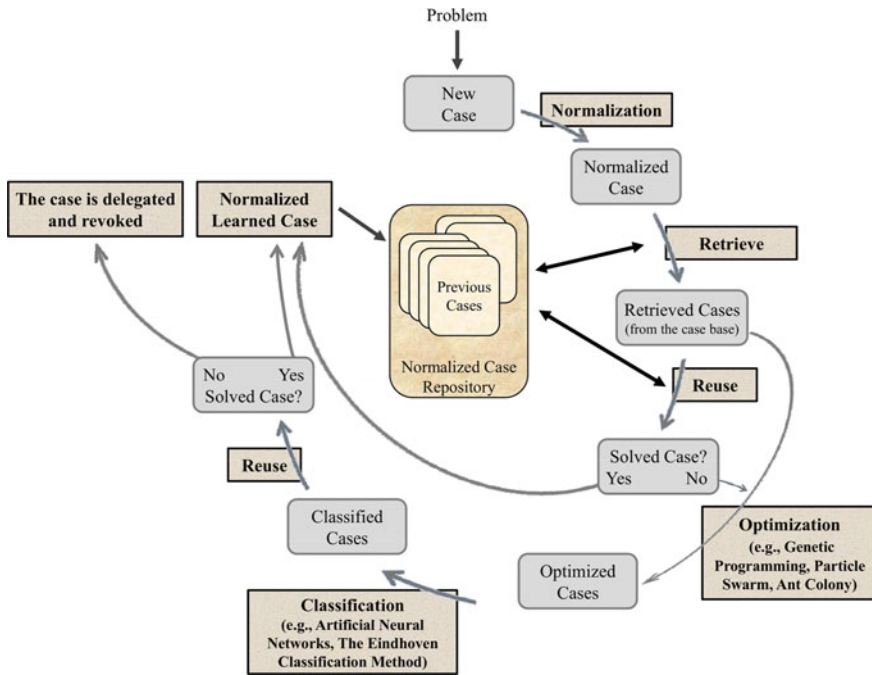 Problem
New
Case
Normalization
Normalized
Case
The case is delegated
and revoked
Normalized
Learned Case
Retrieve
Previous
Cases
Retrieved Cases
(from the case base)
Normalized Case
Repository
No Yes
Solved Case?
Reuse
Reuse
Solved Case?
Yes No
Classified
Cases
Optimization
(e.g., Genetic
Programming, Particle
Swarm, Ant Colony)
Optimized
Cases
Classification
(e.g., Artificial Neural
Networks, The Eindhoven
Classification Method)